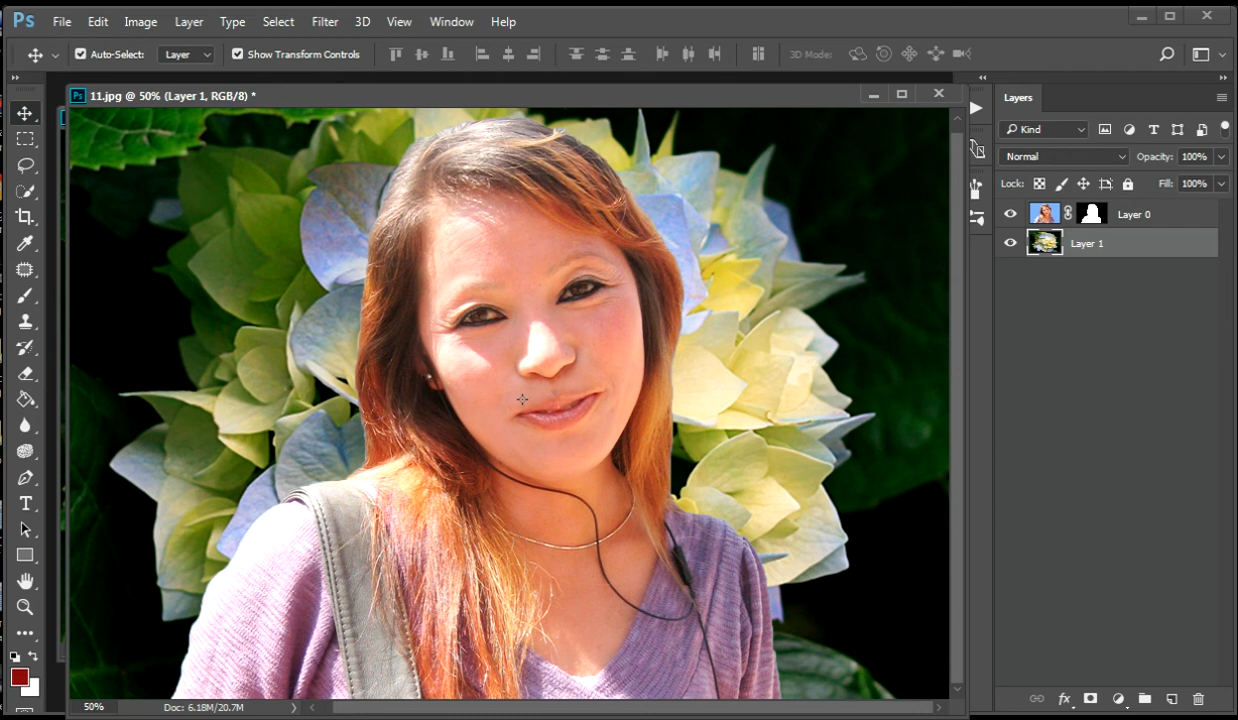 Ps File Edit Image Layer Type Select Filter 3D View Window Help
Auto-Select: Layer Show Transform Controls 3D Mode:
Ps 11.jpg @ 50% (Layer 1, RGB/8) *
Layers
Kind
Normal Opacity: 100%
Lock: Fill: 100%
Layer 0
Layer 1
T
fx
50% Doc: 6.18M/20.7M